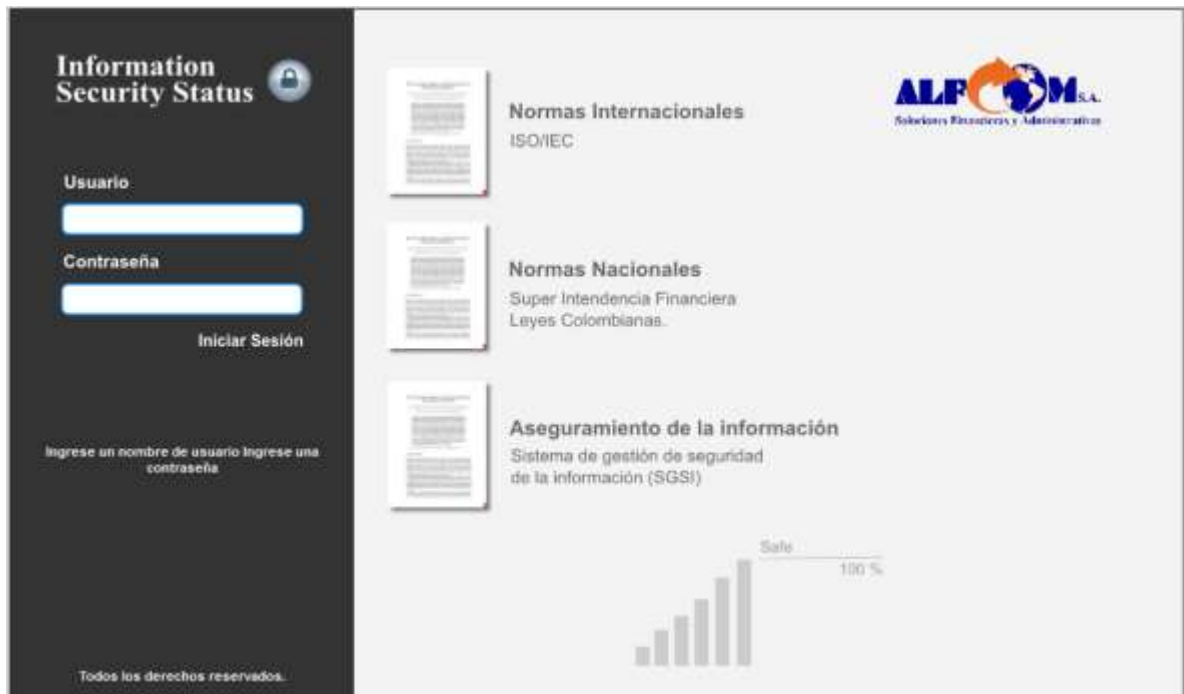 Information
Security Status
Usuario
Contraseña
Iniciar Sesión
Ingrese un nombre de usuario Ingrese una
contraseña
Todos los derechos reservados.
Normas Internacionales
ISO/IEC
Normas Nacionales
Super Intendencia Financiera
Leyes Colombianas.
Aseguramiento de la información
Sistema de gestión de seguridad
de la información (SGSI)
Safe
100 %
ALFCOM S.A.
Soluciones Financieras y Administrativas